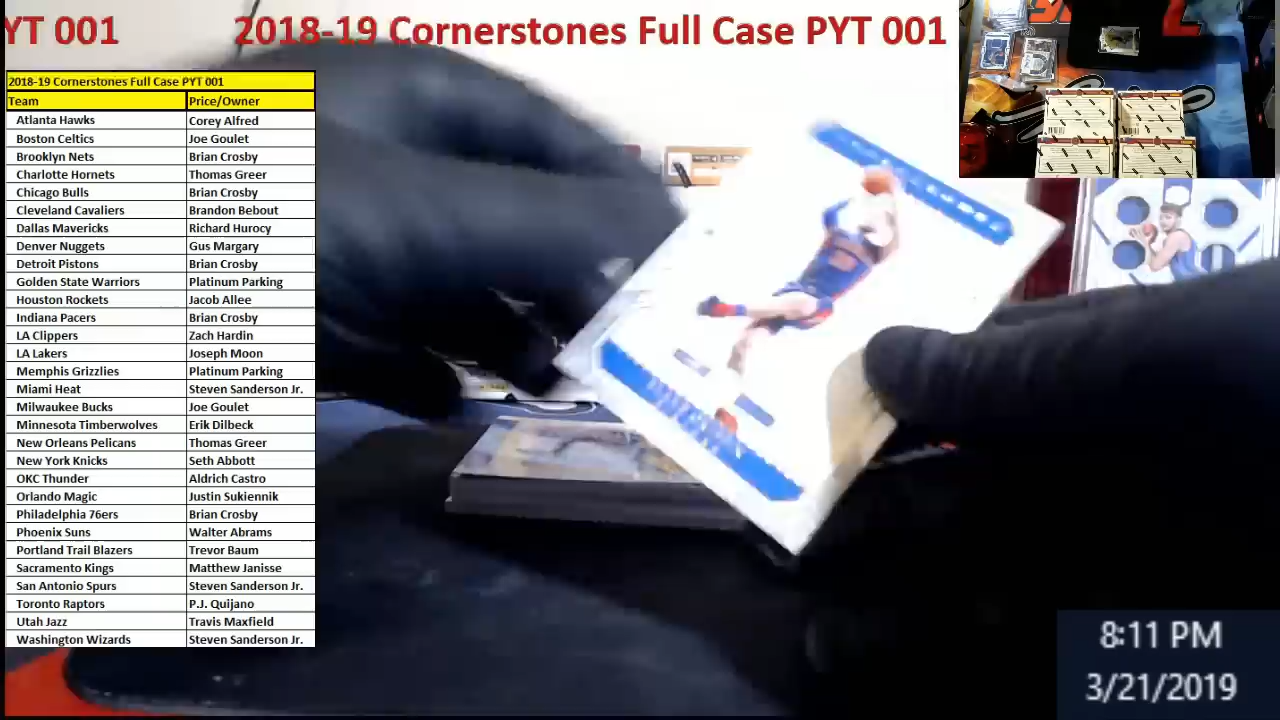 YT 001 2018-19 Cornerstones Full Case PYT 001
2018-19 Cornerstones Full Case PYT 001
Team Price/Owner
Atlanta Hawks Corey Alfred
Boston Celtics Joe Goulet
Brooklyn Nets Brian Crosby
Charlotte Hornets Thomas Greer
Chicago Bulls Brian Crosby
Cleveland Cavaliers Brandon Bebout
Dallas Mavericks Richard Hurocy
Denver Nuggets Gus Margary
Detroit Pistons Brian Crosby
Golden State Warriors Platinum Parking
Houston Rockets Jacob Allee
Indiana Pacers Brian Crosby
LA Clippers Zach Hardin
LA Lakers Joseph Moon
Memphis Grizzlies Platinum Parking
Miami Heat Steven Sanderson Jr.
Milwaukee Bucks Joe Goulet
Minnesota Timberwolves Erik Dilbeck
New Orleans Pelicans Thomas Greer
New York Knicks Seth Abbott
OKC Thunder Aldrich Castro
Orlando Magic Justin Sukiennik
Philadelphia 76ers Brian Crosby
Phoenix Suns Walter Abrams
Portland Trail Blazers Trevor Baum
Sacramento Kings Matthew Janisse
San Antonio Spurs Steven Sanderson Jr.
Toronto Raptors P.J. Quijano
Utah Jazz Travis Maxfield
Washington Wizards Steven Sanderson Jr.
8:11 PM
3/21/2019